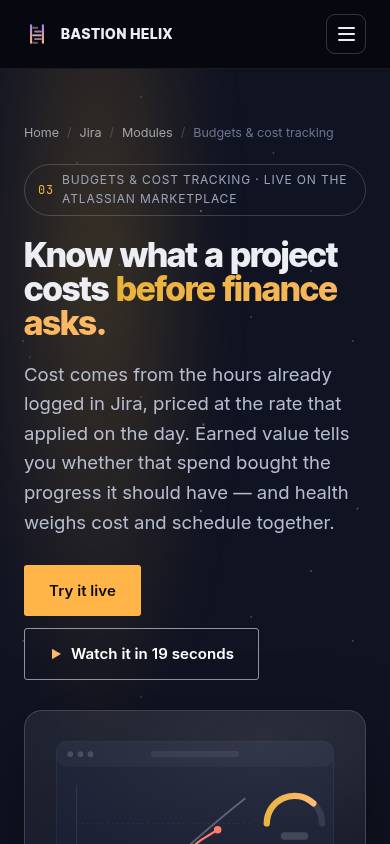 BASTION HELIX
Home / Jira / Modules / Budgets & cost tracking
03 BUDGETS & COST TRACKING · LIVE ON THE
ATLASSIAN MARKETPLACE
Know what a project
costs before finance
asks.
Cost comes from the hours already
logged in Jira, priced at the rate that
applied on the day. Earned value tells
you whether that spend bought the
progress it should have — and health
weighs cost and schedule together.
Try it live
Watch it in 19 seconds